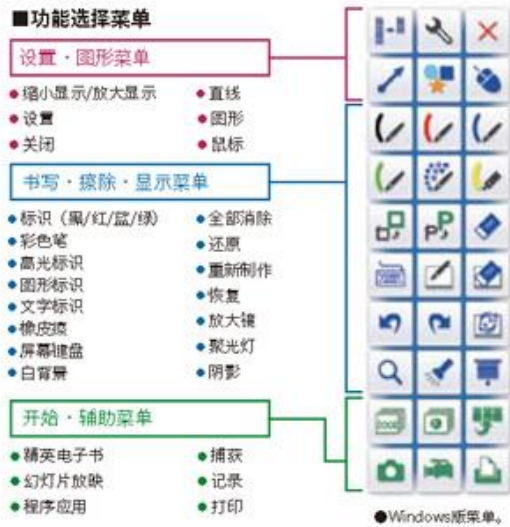 ■功能选择菜单
设置・图形菜单
●缩小显示/放大显示
●设置
●关闭
●直线
●图形
●鼠标
书写・擦除・显示菜单
●标识（黑/红/蓝/绿）
●彩色笔
●高光标识
●图形标识
●文字标识
●橡皮擦
●屏幕键盘
●白背景
●全部消除
●还原
●重新制作
●恢复
●放大镜
●聚光灯
●阴影
开始・辅助菜单
●精英电子书
●幻灯片放映
●程序应用
●捕获
●记录
●打印
●Windows版菜单。